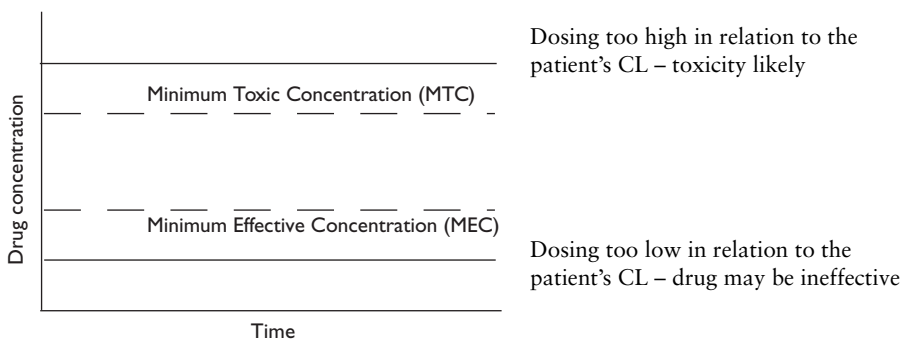 Dosing too high in relation to the
patient's CL – toxicity likely
Minimum Toxic Concentration (MTC)
Drug concentration
Minimum Effective Concentration (MEC)
Dosing too low in relation to the
patient's CL – drug may be ineffective
Time